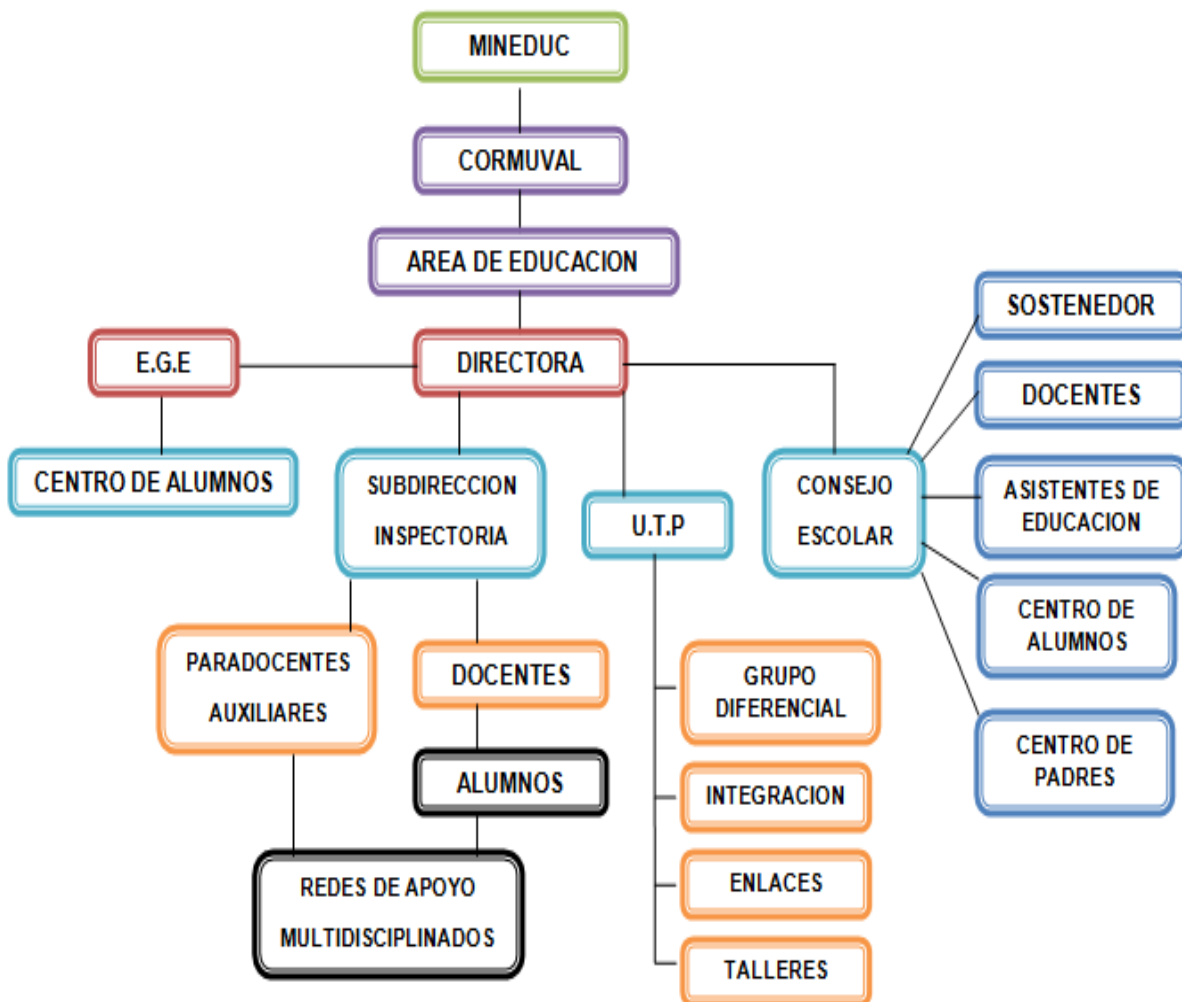 MINEDUC
CORMUVAL
AREA DE EDUCACION
E.G.E
DIRECTORA
SOSTENEDOR
DOCENTES
CENTRO DE ALUMNOS
SUBDIRECCION
INSPECTORIA
U.T.P
CONSEJO
ESCOLAR
ASISTENTES DE
EDUCACION
CENTRO DE
ALUMNOS
CENTRO DE
PADRES
PARADOCENTES
AUXILIARES
DOCENTES
ALUMNOS
REDES DE APOYO
MULTIDISCIPLINADOS
GRUPO
DIFERENCIAL
INTEGRACION
ENLACES
TALLERES